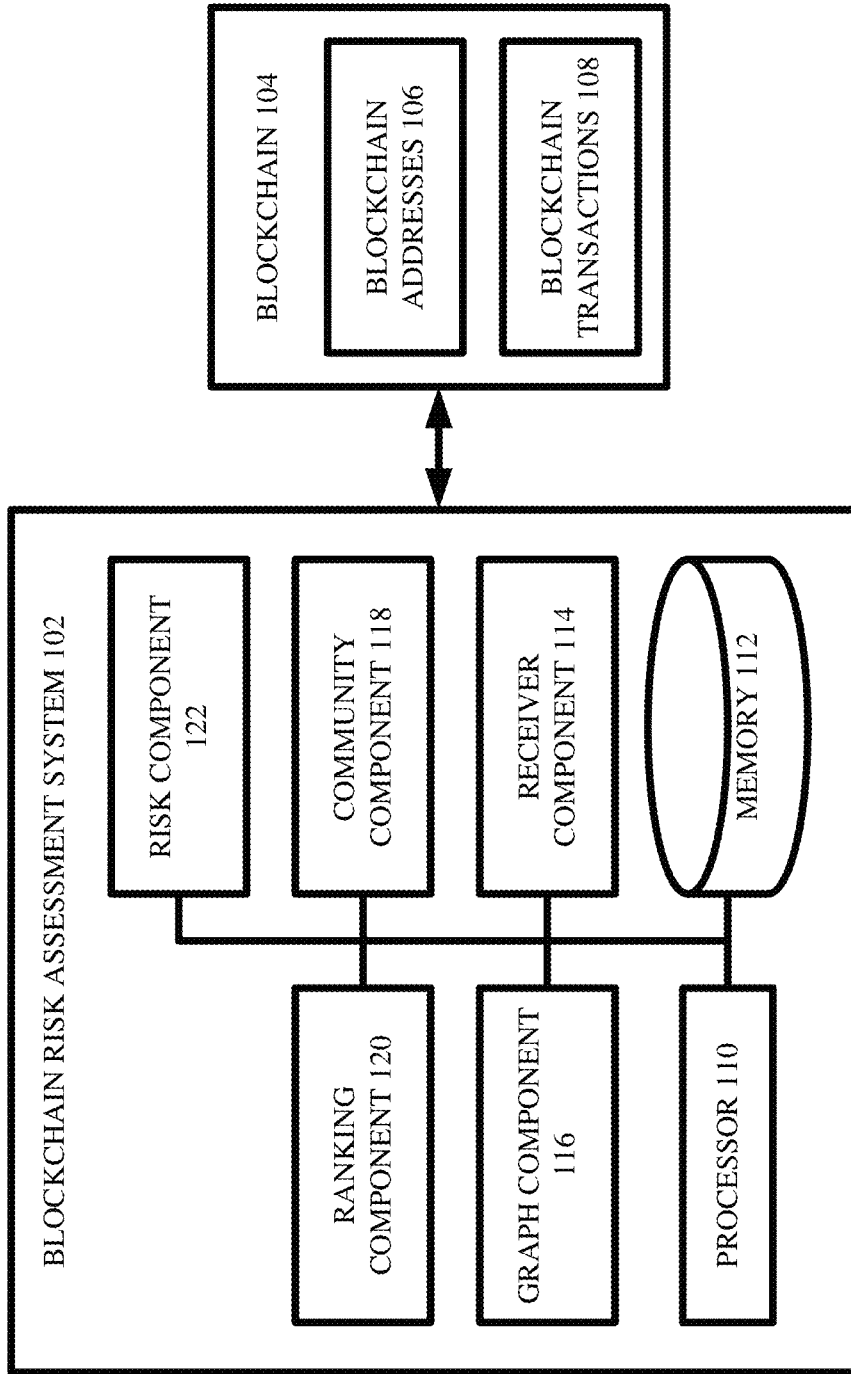 BLOCKCHAIN RISK ASSESSMENT SYSTEM 102
RISK COMPONENT
122
RANKING
COMPONENT 120
COMMUNITY
COMPONENT 118
GRAPH COMPONENT
116
RECEIVER
COMPONENT 114
PROCESSOR 110
MEMORY 112
BLOCKCHAIN 104
BLOCKCHAIN
ADDRESSES 106
BLOCKCHAIN
TRANSACTIONS 108